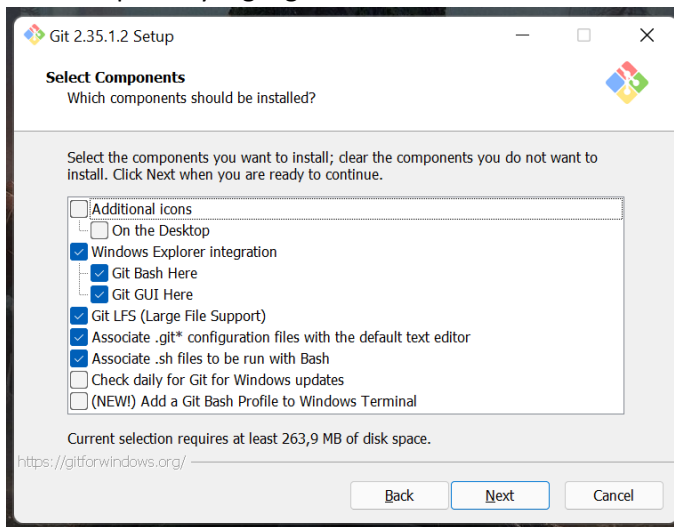 Git 2.35.1.2 Setup
Select Components
Which components should be installed?
Select the components you want to install; clear the components you do not want to
install. Click Next when you are ready to continue.
Additional icons
On the Desktop
Windows Explorer integration
Git Bash Here
Git GUI Here
Git LFS (Large File Support)
Associate .git* configuration files with the default text editor
Associate .sh files to be run with Bash
Check daily for Git for Windows updates
(NEW!) Add a Git Bash Profile to Windows Terminal
Current selection requires at least 263,9 MB of disk space.
https://gitforwindows.org/
Back Next Cancel